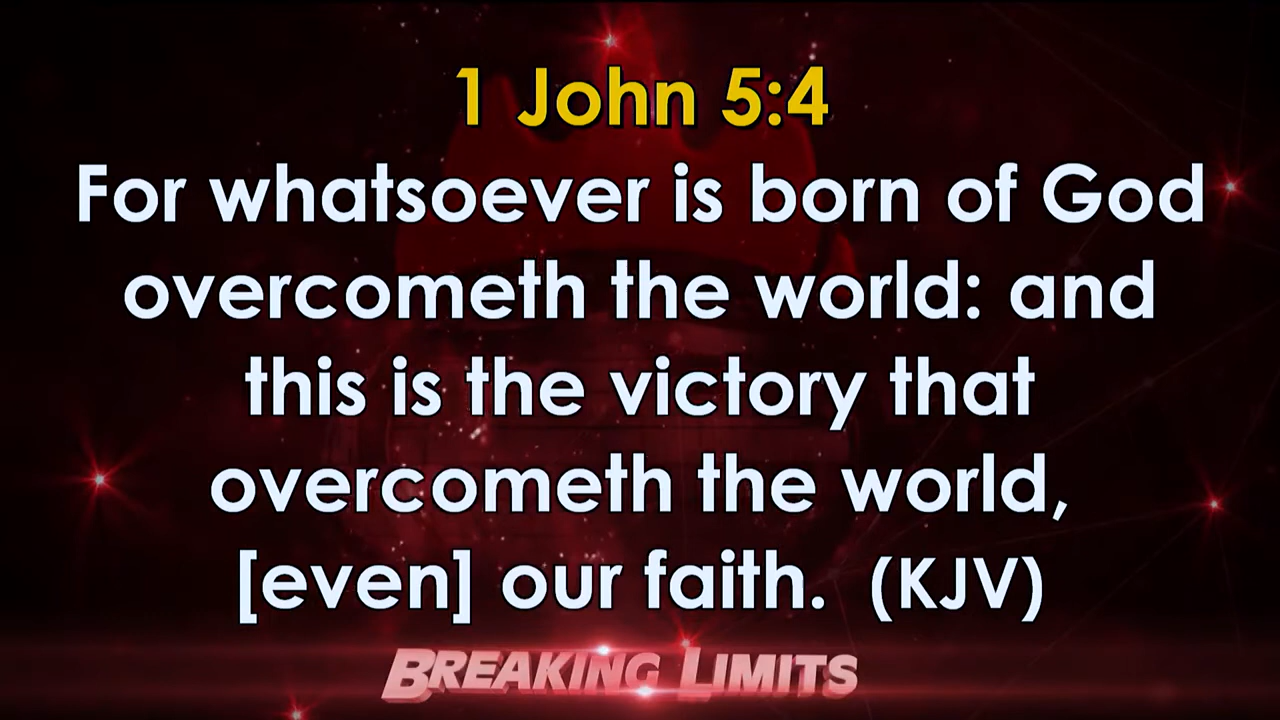 1 John 5:4
For whatsoever is born of God
overcometh the world: and
this is the victory that
overcometh the world,
[even] our faith. (KJV)
BREAKING LIMITS